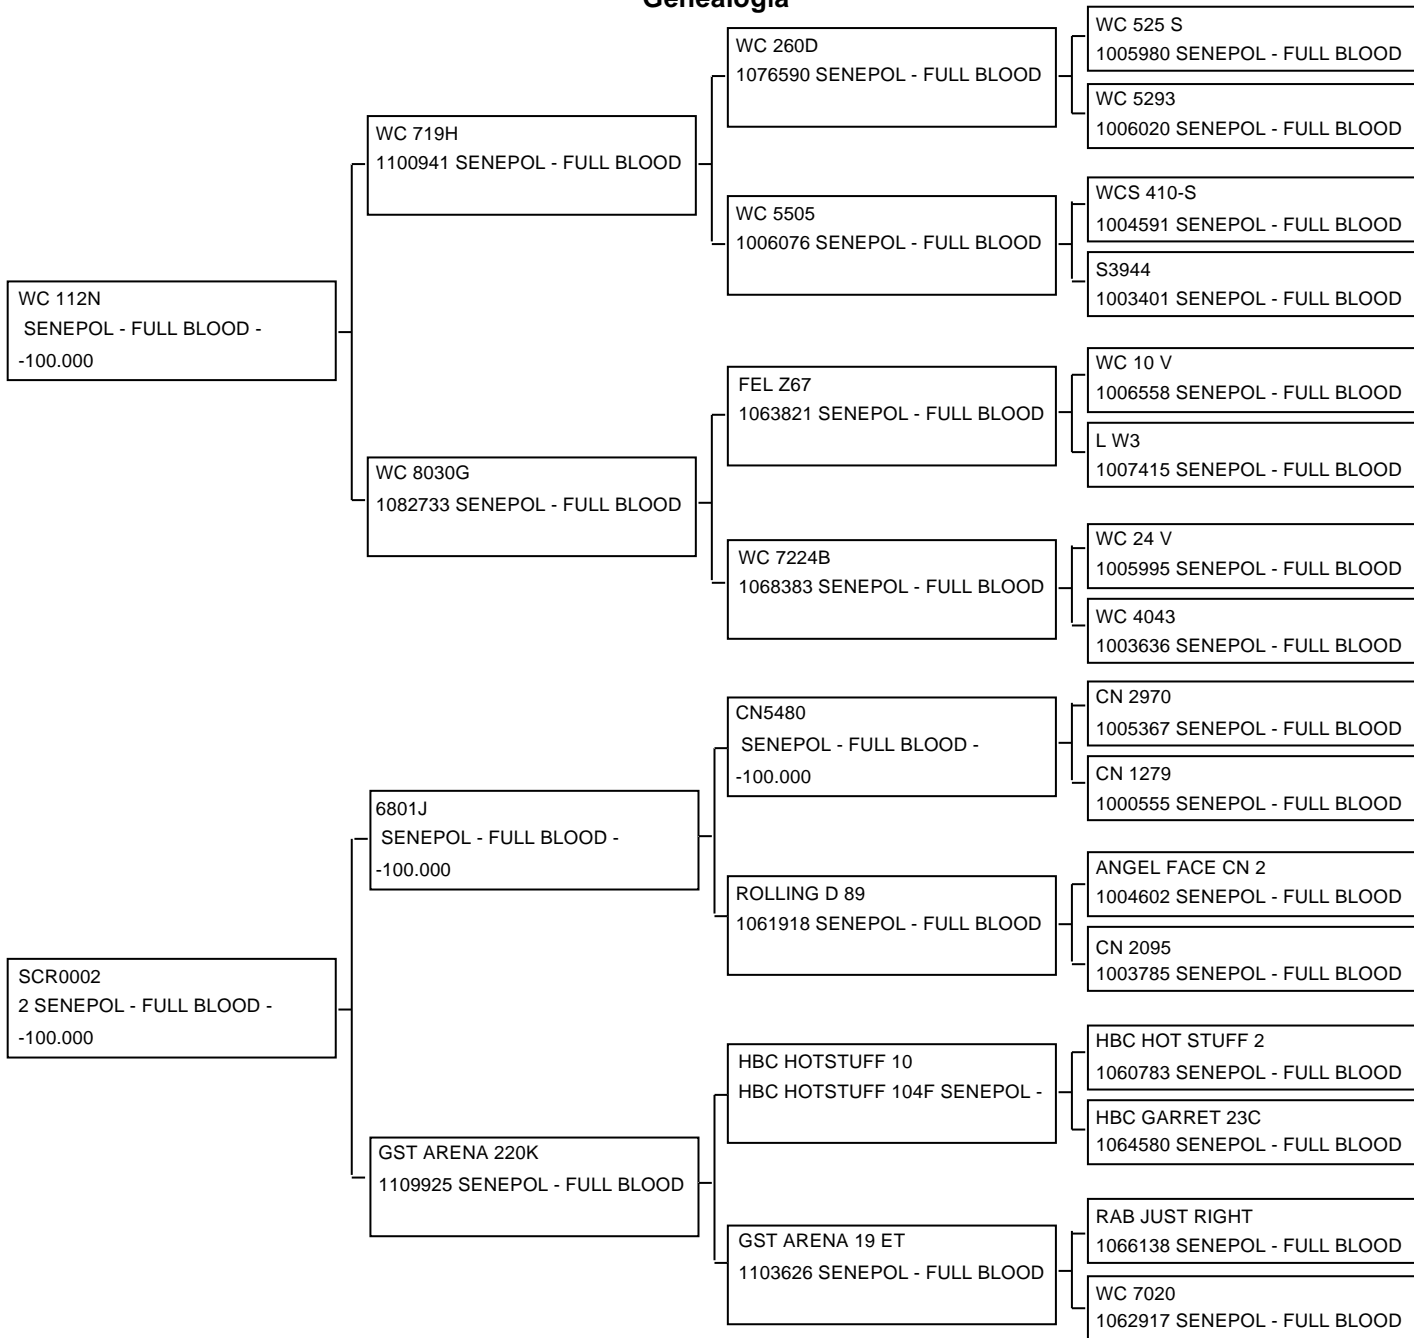 Genealogia
WC 112N
SENEPOL - FULL BLOOD -
-100.000
SCR0002
2 SENEPOL - FULL BLOOD -
-100.000
WC 719H
1100941 SENEPOL - FULL BLOOD
WC 8030G
1082733 SENEPOL - FULL BLOOD
6801J
SENEPOL - FULL BLOOD -
-100.000
GST ARENA 220K
1109925 SENEPOL - FULL BLOOD
WC 260D
1076590 SENEPOL - FULL BLOOD
WC 5505
1006076 SENEPOL - FULL BLOOD
FEL Z67
1063821 SENEPOL - FULL BLOOD
WC 7224B
1068383 SENEPOL - FULL BLOOD
CN5480
SENEPOL - FULL BLOOD -
-100.000
ROLLING D 89
1061918 SENEPOL - FULL BLOOD
HBC HOTSTUFF 10
HBC HOTSTUFF 104F SENEPOL -
GST ARENA 19 ET
1103626 SENEPOL - FULL BLOOD
WC 525 S
1005980 SENEPOL - FULL BLOOD
WC 5293
1006020 SENEPOL - FULL BLOOD
WCS 410-S
1004591 SENEPOL - FULL BLOOD
S3944
1003401 SENEPOL - FULL BLOOD
WC 10 V
1006558 SENEPOL - FULL BLOOD
L W3
1007415 SENEPOL - FULL BLOOD
WC 24 V
1005995 SENEPOL - FULL BLOOD
WC 4043
1003636 SENEPOL - FULL BLOOD
CN 2970
1005367 SENEPOL - FULL BLOOD
CN 1279
1000555 SENEPOL - FULL BLOOD
ANGEL FACE CN 2
1004602 SENEPOL - FULL BLOOD
CN 2095
1003785 SENEPOL - FULL BLOOD
HBC HOT STUFF 2
1060783 SENEPOL - FULL BLOOD
HBC GARRET 23C
1064580 SENEPOL - FULL BLOOD
RAB JUST RIGHT
1066138 SENEPOL - FULL BLOOD
WC 7020
1062917 SENEPOL - FULL BLOOD